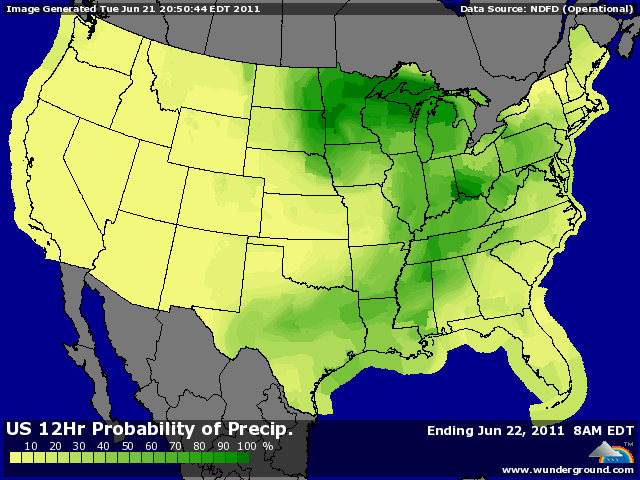 Image Generated Tue Jun 21 20:50:44 EDT 2011 Data Source: NDFD (Operational)
US 12Hr Probability of Precip. Ending Jun 22, 2011 8AM EDT
10 20 30 40 50 60 70 80 90 100 %
TM
www.wunderground.com